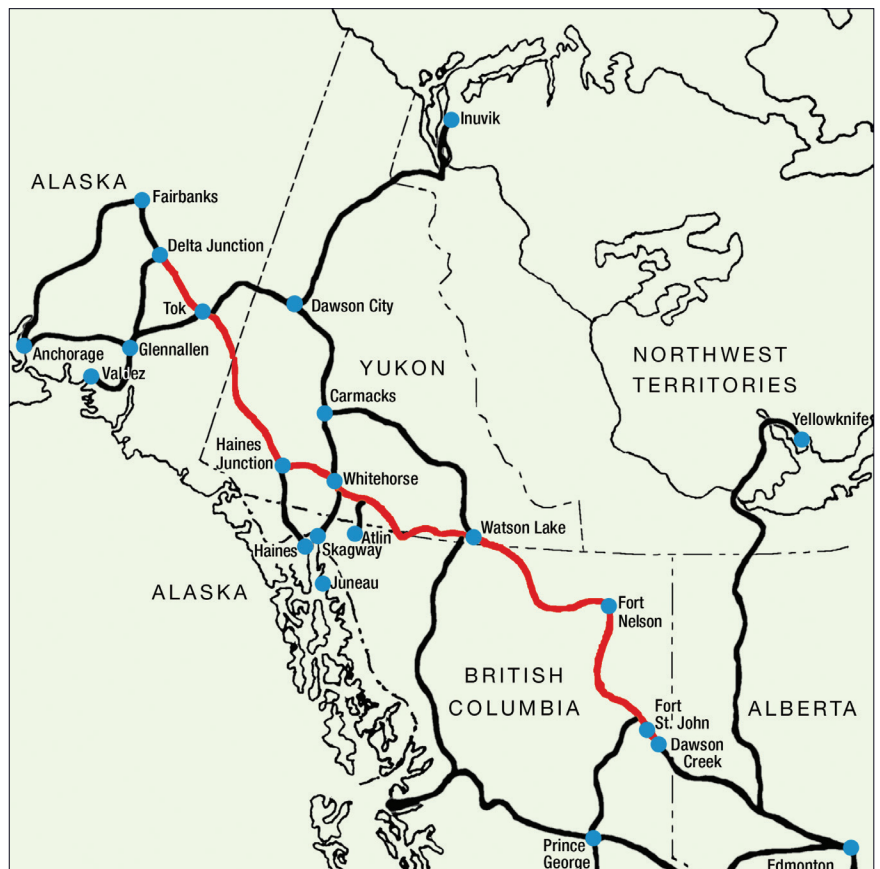 Inuvik
ALASKA
Fairbanks
Delta Junction
Tok
Dawson City
Anchorage
Glennallen
Valdez
YUKON
NORTHWEST
TERRITORIES
Carmacks
Yellowknife
Haines
Junction
Whitehorse
Watson Lake
Haines
Skagway
Atlin
Juneau
ALASKA
Fort
Nelson
BRITISH
COLUMBIA
Fort
St. John
ALBERTA
Dawson
Creek
Prince
George
Edmonton